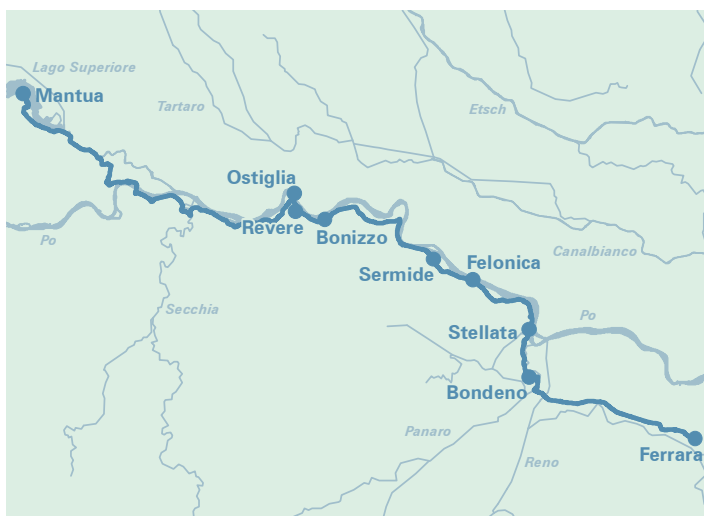 Lago Superiore
Mantua
Tartaro
Etsch
Ostiglia
Revere
Bonizzo
Po
Canalbianco
Sermide
Felonica
Secchia
Po
Stellata
Bondeno
Panaro
Ferrara
Reno